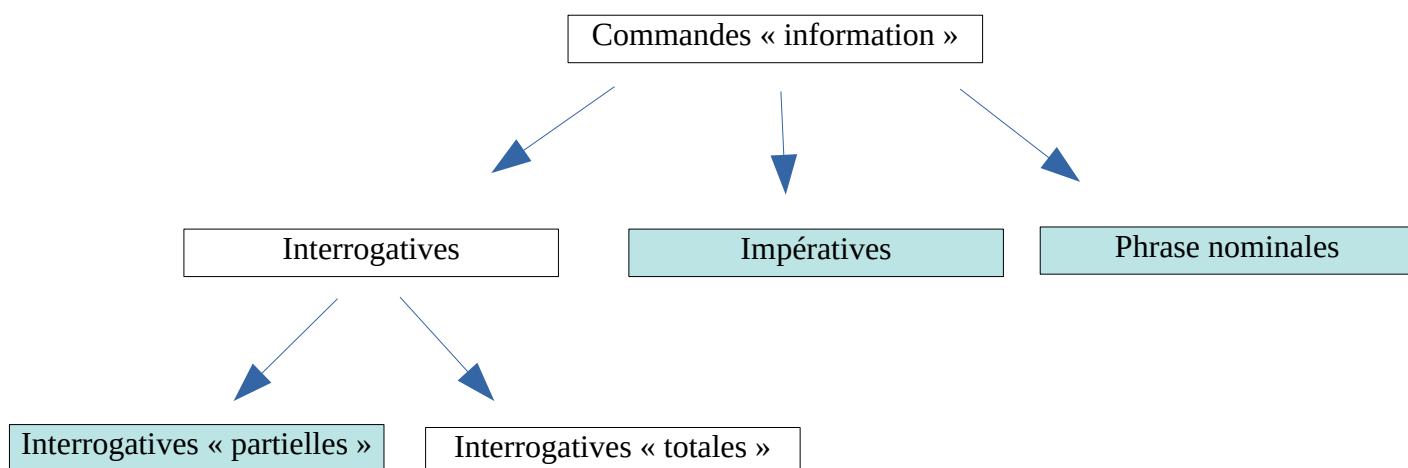 Commandes « information »
Interrogatives
Impératives
Phrase nominales
Interrogatives « partielles »
Interrogatives « totales »